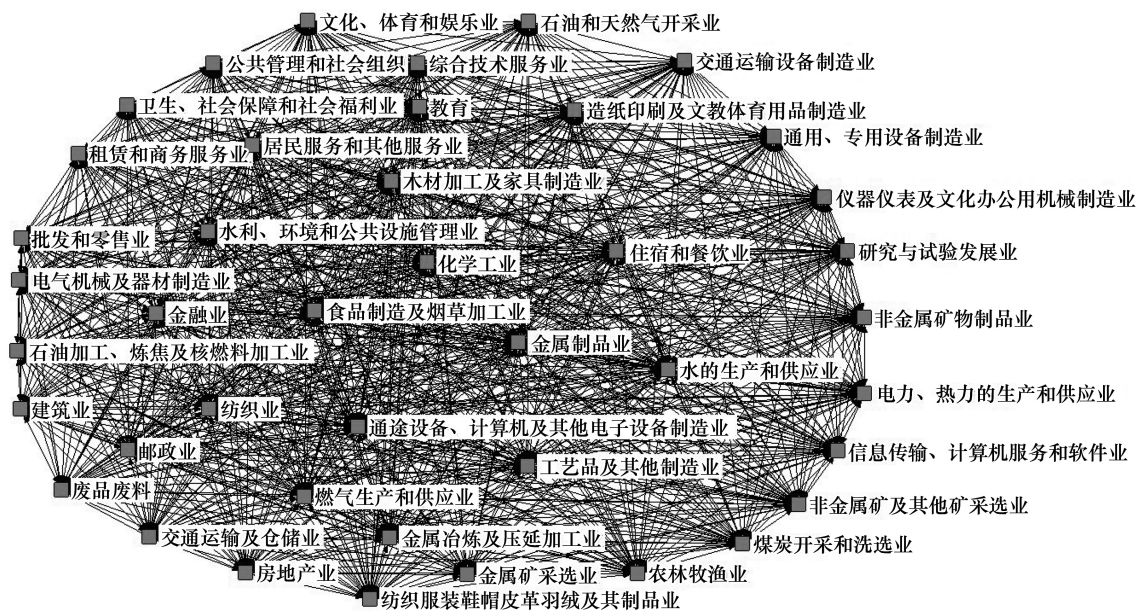 文化、体育和娱乐业
石油和天然气开采业
公共管理和社会组织
综合技术服务业
交通运输设备制造业
卫生、社会保障和社会福利业
教育
造纸印刷及文教体育用品制造业
通用、专用设备制造业
租赁和商务服务业
居民服务和其他服务业
木材加工及家具制造业
仪器仪表及文化办公用机械制造业
批发和零售业
水利、环境和公共设施管理业
住宿和餐饮业
研究与试验发展业
化学工业
电气机械及器材制造业
金融业
食品制造及烟草加工业
非金属矿物制品业
金属制品业
石油加工、炼焦及核燃料加工业
水的生产和供应业
电力、热力的生产和供应业
建筑业
纺织业
通途设备、计算机及其他电子设备制造业
邮政业
信息传输、计算机服务和软件业
工艺品及其他制造业
废品废料
燃气生产和供应业
非金属矿及其他矿采选业
交通运输及仓储业
金属冶炼及压延加工业
煤炭开采和洗选业
房地产业
金属矿采选业
农林牧渔业
纺织服装鞋帽皮革羽绒及其制品业